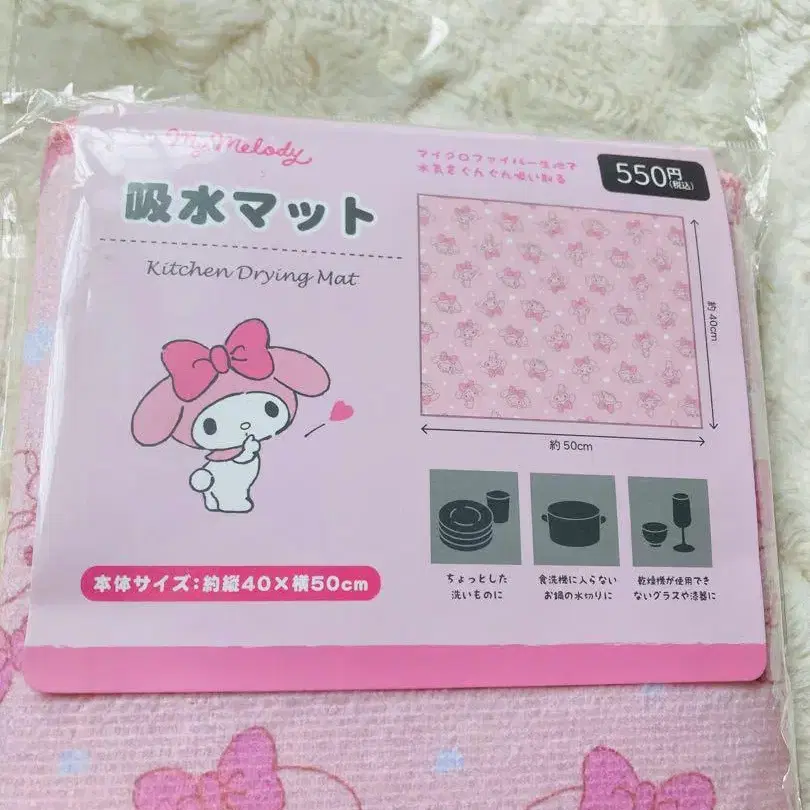 My Melody
吸水マット
Kitchen Drying Mat
マイクロファイバー生地で
水気をぐんぐん吸い取る
550円
(税込)
約40cm
約50cm
ちょっとした
洗いものに
食洗機に入らない
お鍋の水切りに
乾燥機が使用でき
ないグラスや漆器に
本体サイズ:約縦40×横50cm